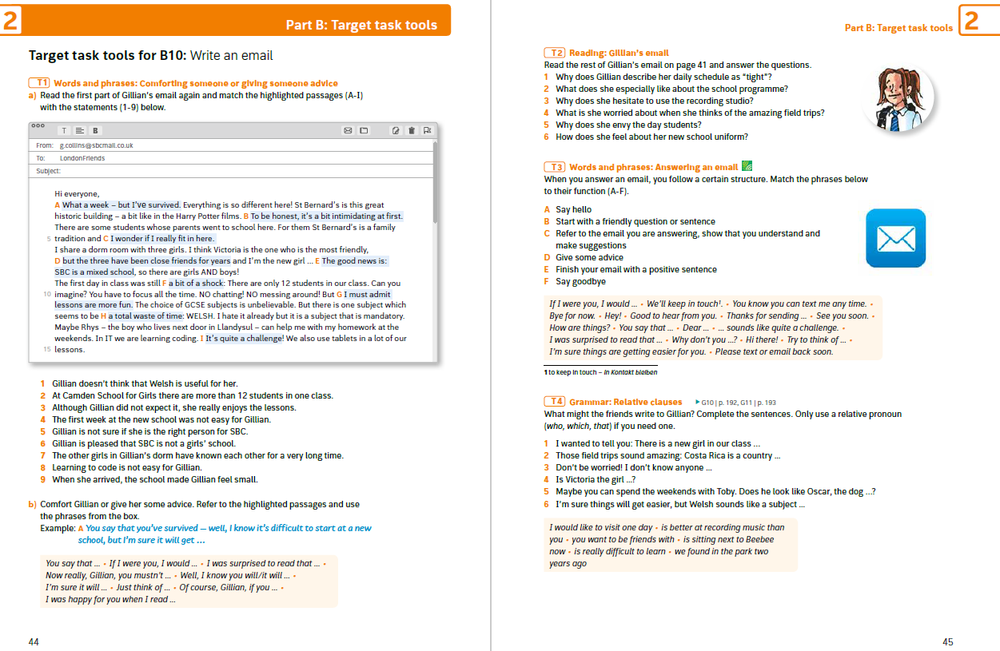 2
Part B: Target task tools
Target task tools for B10: Write an email
T1 Words and phrases: Comforting someone or giving someone advice
a) Read the first part of Gillian's email again and match the highlighted passages (A-I)
with the statements (1-9) below.
T B
From: g.collins@sbcmail.co.uk
To: LondonFriends
Subject:
Hi everyone,
A What a week – but I've survived. Everything is so different here! St Bernard's is this great
historic building – a bit like in the Harry Potter films. B To be honest, it's a bit intimidating at first.
There are some students whose parents went to school here. For them St Bernard's is a family
5 tradition and C I wonder if I really fit in here.
I share a dorm room with three girls. I think Victoria is the one who is the most friendly,
D but the three have been close friends for years and I'm the new girl ... E The good news is:
SBC is a mixed school, so there are girls AND boys!
The first day in class was still F a bit of a shock: There are only 12 students in our class. Can you
10 imagine? You have to focus all the time. NO chatting! NO messing around! But G I must admit
lessons are more fun. The choice of GCSE subjects is unbelievable. But there is one subject which
seems to be H a total waste of time: WELSH. I hate it already but it is a subject that is mandatory.
Maybe Rhys – the boy who lives next door in Llandysul – can help me with my homework at the
weekends. In IT we are learning coding. I It's quite a challenge! We also use tablets in a lot of our
15 lessons.
1 Gillian doesn't think that Welsh is useful for her.
2 At Camden School for Girls there are more than 12 students in one class.
3 Although Gillian did not expect it, she really enjoys the lessons.
4 The first week at the new school was not easy for Gillian.
5 Gillian is not sure if she is the right person for SBC.
6 Gillian is pleased that SBC is not a girls' school.
7 The other girls in Gillian's dorm have known each other for a very long time.
8 Learning to code is not easy for Gillian.
9 When she arrived, the school made Gillian feel small.
b) Comfort Gillian or give her some advice. Refer to the highlighted passages and use
the phrases from the box.
Example: A You say that you've survived – well, I know it's difficult to start at a new
school, but I'm sure it will get ...
You say that ... • If I were you, I would ... • I was surprised to read that ... •
Now really, Gillian, you mustn't ... • Well, I know you will/it will ... •
I'm sure it will ... • Just think of ... • Of course, Gillian, if you ... •
I was happy for you when I read ...
44
Part B: Target task tools
2
T2 Reading: Gillian's email
Read the rest of Gillian's email on page 41 and answer the questions.
1 Why does Gillian describe her daily schedule as “tight”?
2 What does she especially like about the school programme?
3 Why does she hesitate to use the recording studio?
4 What is she worried about when she thinks of the amazing field trips?
5 Why does she envy the day students?
6 How does she feel about her new school uniform?
T3 Words and phrases: Answering an email
When you answer an email, you follow a certain structure. Match the phrases below
to their function (A-F).
A Say hello
B Start with a friendly question or sentence
C Refer to the email you are answering, show that you understand and
make suggestions
D Give some advice
E Finish your email with a positive sentence
F Say goodbye
If I were you, I would ... • We'll keep in touch¹. • You know you can text me any time. •
Bye for now. • Hey! • Good to hear from you. • Thanks for sending ... • See you soon. •
How are things? • You say that ... • Dear ... • ... sounds like quite a challenge. •
I was surprised to read that ... • Why don't you ...? • Hi there! • Try to think of ... •
I'm sure things are getting easier for you. • Please text or email back soon.
1 to keep in touch – in Kontakt bleiben
T4 Grammar: Relative clauses ▶ G10 | p. 192, G11 | p. 193
What might the friends write to Gillian? Complete the sentences. Only use a relative pronoun
(who, which, that) if you need one.
1 I wanted to tell you: There is a new girl in our class ...
2 Those field trips sound amazing: Costa Rica is a country ...
3 Don't be worried! I don't know anyone ...
4 Is Victoria the girl ...?
5 Maybe you can spend the weekends with Toby. Does he look like Oscar, the dog ...?
6 I'm sure things will get easier, but Welsh sounds like a subject ...
I would like to visit one day • is better at recording music than
you • you want to be friends with • is sitting next to Beebee
now • is really difficult to learn • we found in the park two
years ago
45